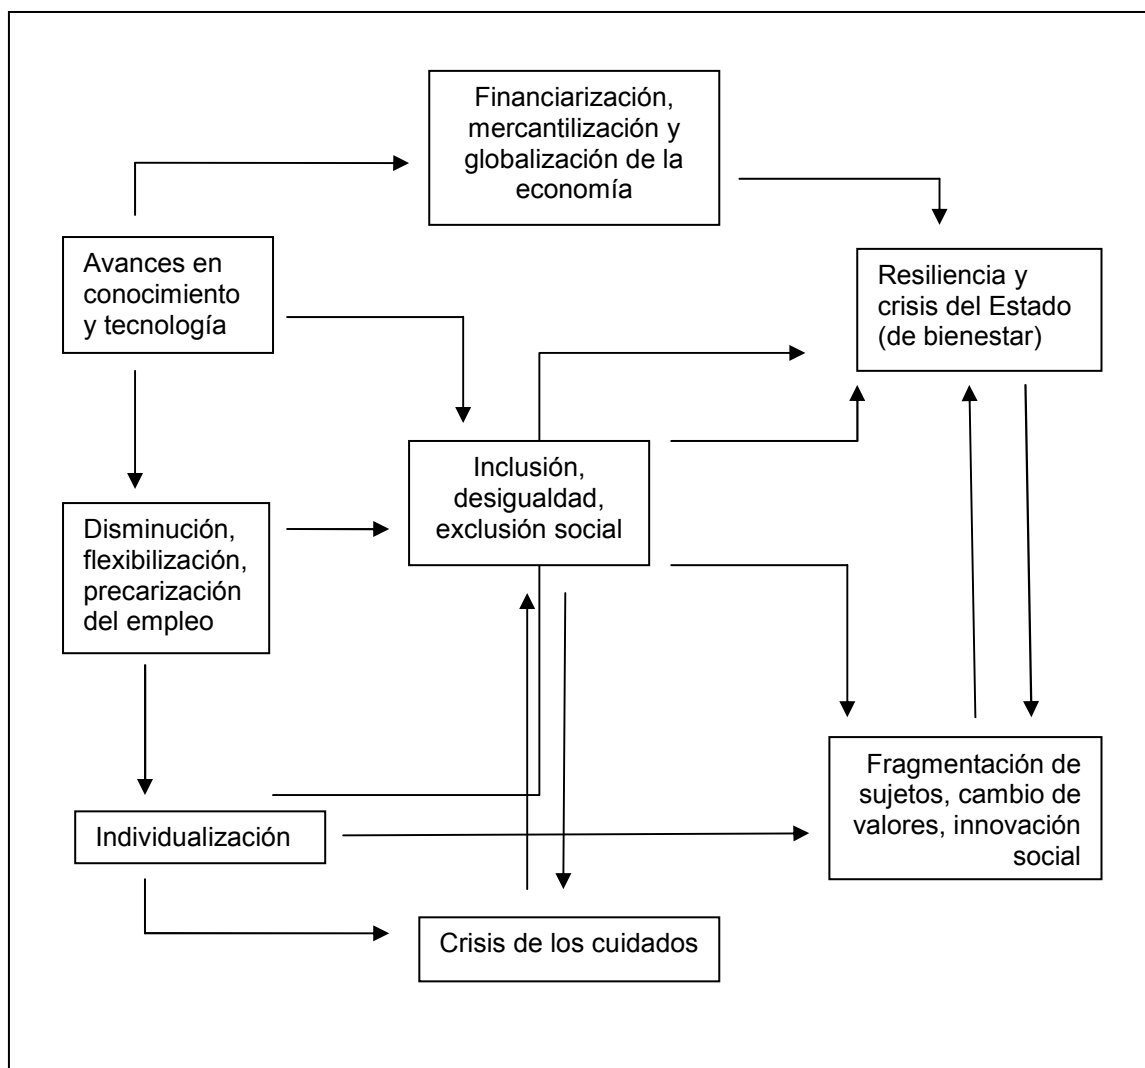 Financiarización,
mercantilización y
globalización de la
economía
Avances en
conocimiento
y tecnología
Resiliencia y
crisis del Estado
(de bienestar)
Inclusión,
desigualdad,
exclusión social
Disminución,
flexibilización,
precarización
del empleo
Fragmentación de
sujetos, cambio de
valores, innovación
social
Individualización
Crisis de los cuidados